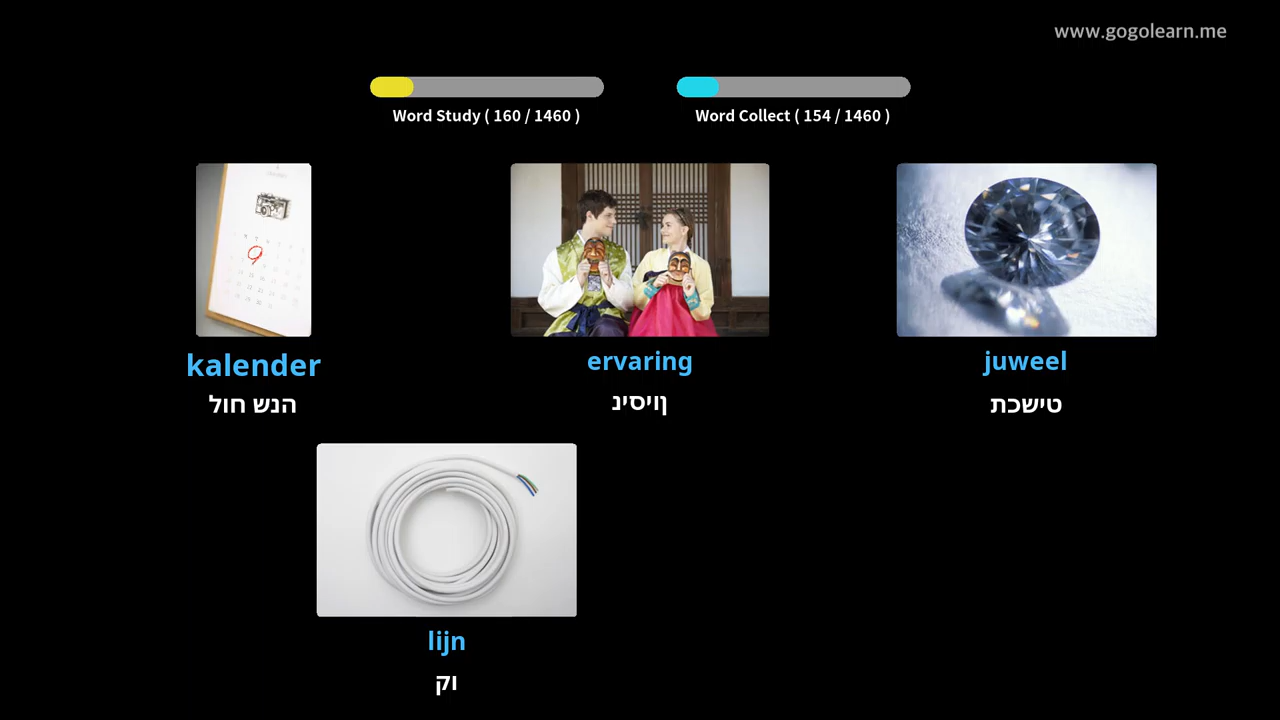 www.gogolearn.me
Word Study ( 160 / 1460 )
Word Collect ( 154 / 1460 )
kalender
הנש חול
ervaring
ןויסינ
juweel
טישכת
lijn
וק